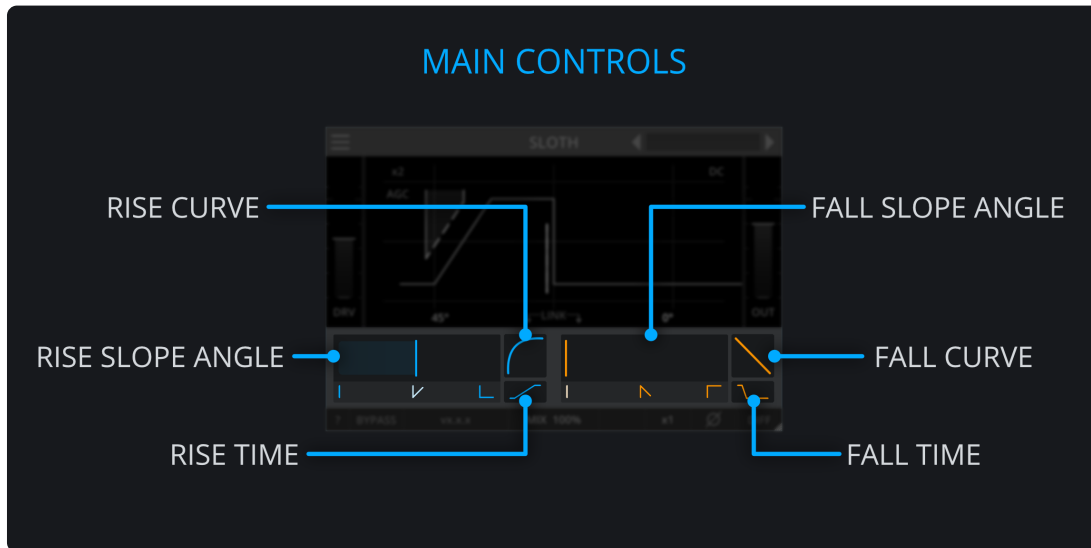 MAIN CONTROLS
SLOTH
x2
DC
AGC
RISE CURVE
FALL SLOPE ANGLE
DRV
45°
LINK
0°
OUT
RISE SLOPE ANGLE
FALL CURVE
? BYPASS
MIX 100%
x1
RISE TIME
FALL TIME